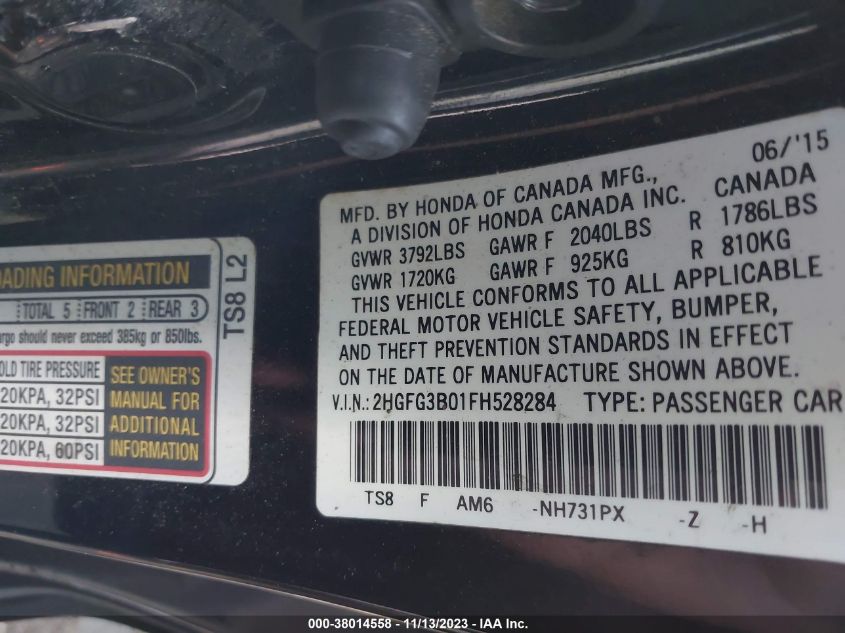 OADING INFORMATION
TOTAL 5 FRONT 2 REAR 3
argo should never exceed 385kg or 850lbs.
OLD TIRE PRESSURE
20KPA, 32PSI
20KPA, 32PSI
20KPA, 60PSI
SEE OWNER'S
MANUAL FOR
ADDITIONAL
INFORMATION
TS8 L2
06/'15
MFD. BY HONDA OF CANADA MFG.,
A DIVISION OF HONDA CANADA INC. CANADA
GVWR 3792LBS GAWR F 2040LBS R 1786LBS
GVWR 1720KG GAWR F 925KG R 810KG
THIS VEHICLE CONFORMS TO ALL APPLICABLE
FEDERAL MOTOR VEHICLE SAFETY, BUMPER,
AND THEFT PREVENTION STANDARDS IN EFFECT
ON THE DATE OF MANUFACTURE SHOWN ABOVE.
V.I.N.: 2HGFG3B01FH528284 TYPE: PASSENGER CAR
TS8 F AM6 -NH731PX -Z -H
000-38014558 - 11/13/2023 - IAA Inc.